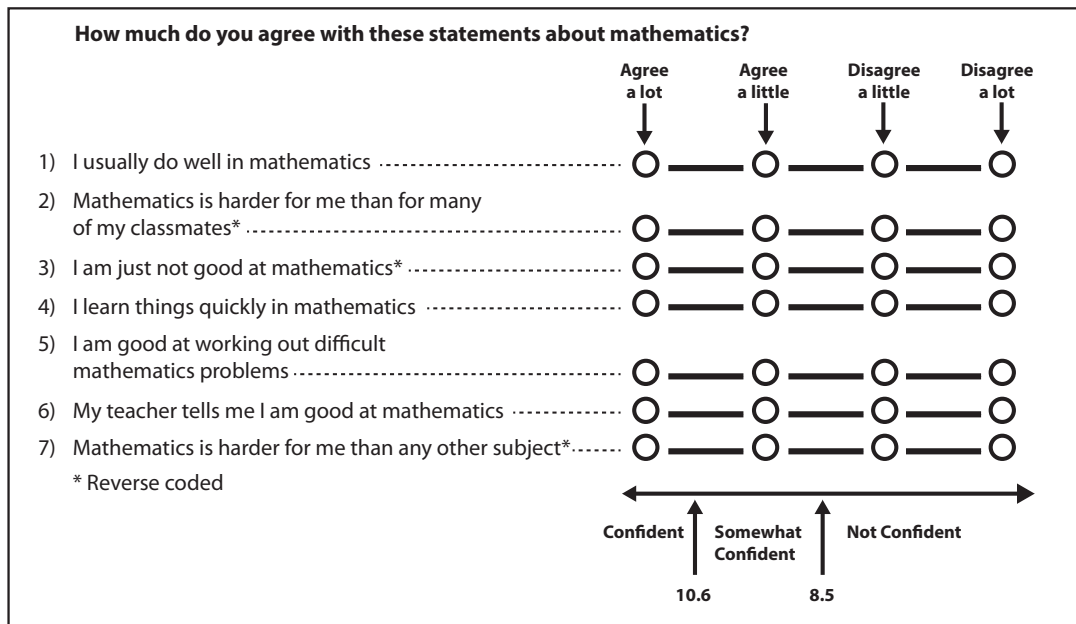 How much do you agree with these statements about mathematics?
Agree a lot
Agree a little
Disagree a little
Disagree a lot
1) I usually do well in mathematics
2) Mathematics is harder for me than for many
of my classmates*
3) I am just not good at mathematics*
4) I learn things quickly in mathematics
5) I am good at working out difficult
mathematics problems
6) My teacher tells me I am good at mathematics
7) Mathematics is harder for me than any other subject*
* Reverse coded
Confident
Somewhat
Confident
Not Confident
10.6
8.5